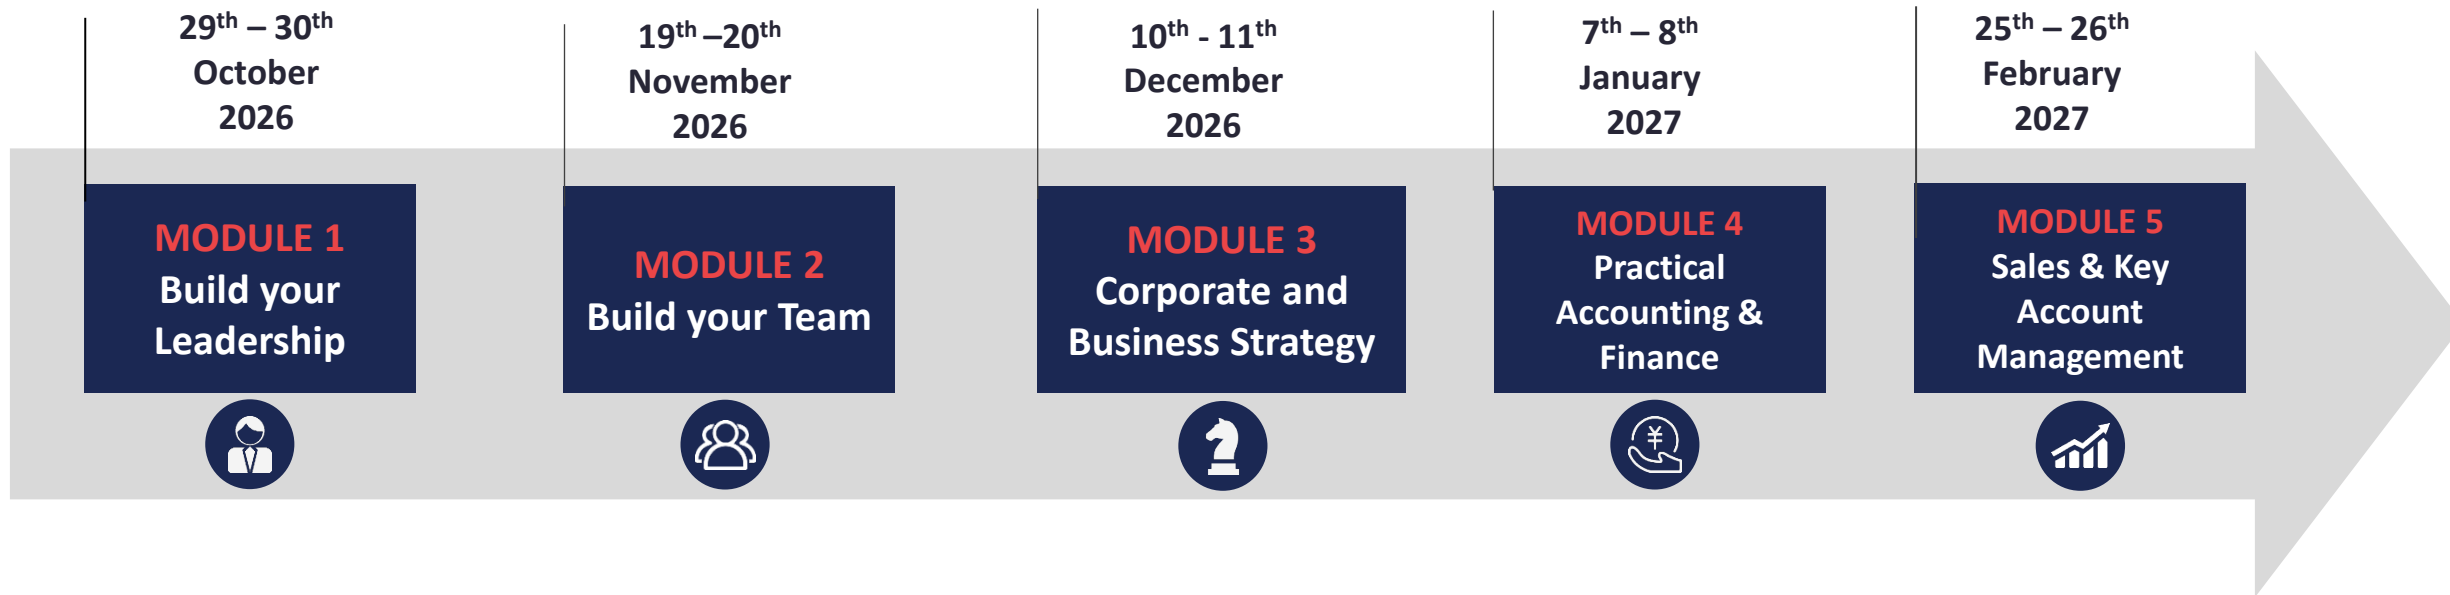 29th – 30th
October
2026
19th –20th
November
2026
10th - 11th
December
2026
7th – 8th
January
2027
25th – 26th
February
2027
MODULE 1
Build your
Leadership
MODULE 2
Build your Team
MODULE 3
Corporate and
Business Strategy
MODULE 4
Practical
Accounting &
Finance
MODULE 5
Sales & Key
Account
Management
¥